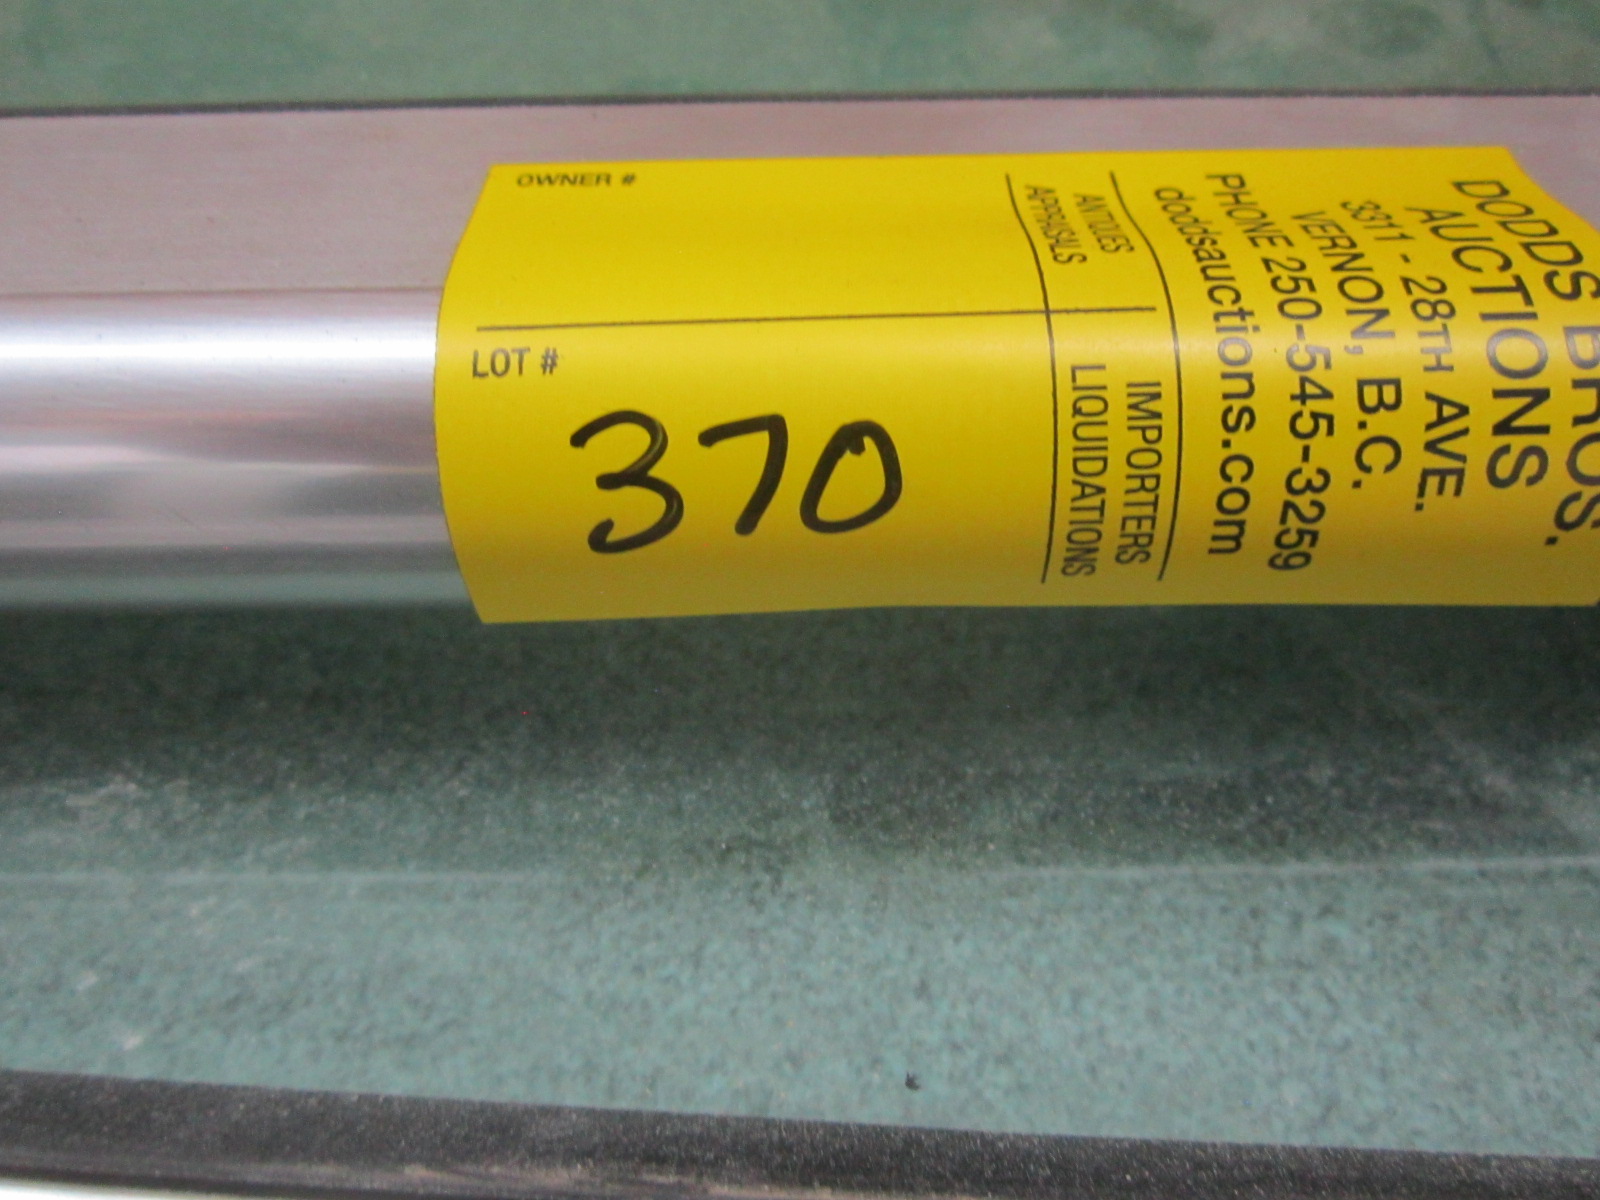 OWNER #
LOT #
370
ANTIQUES
APPRAISALS
IMPORTERS
LIQUIDATIONS
DODDS BROS.
AUCTIONS
3311 - 28TH AVE.
VERNON, B.C.
PHONE 250-545-3259
doddsauctions.com